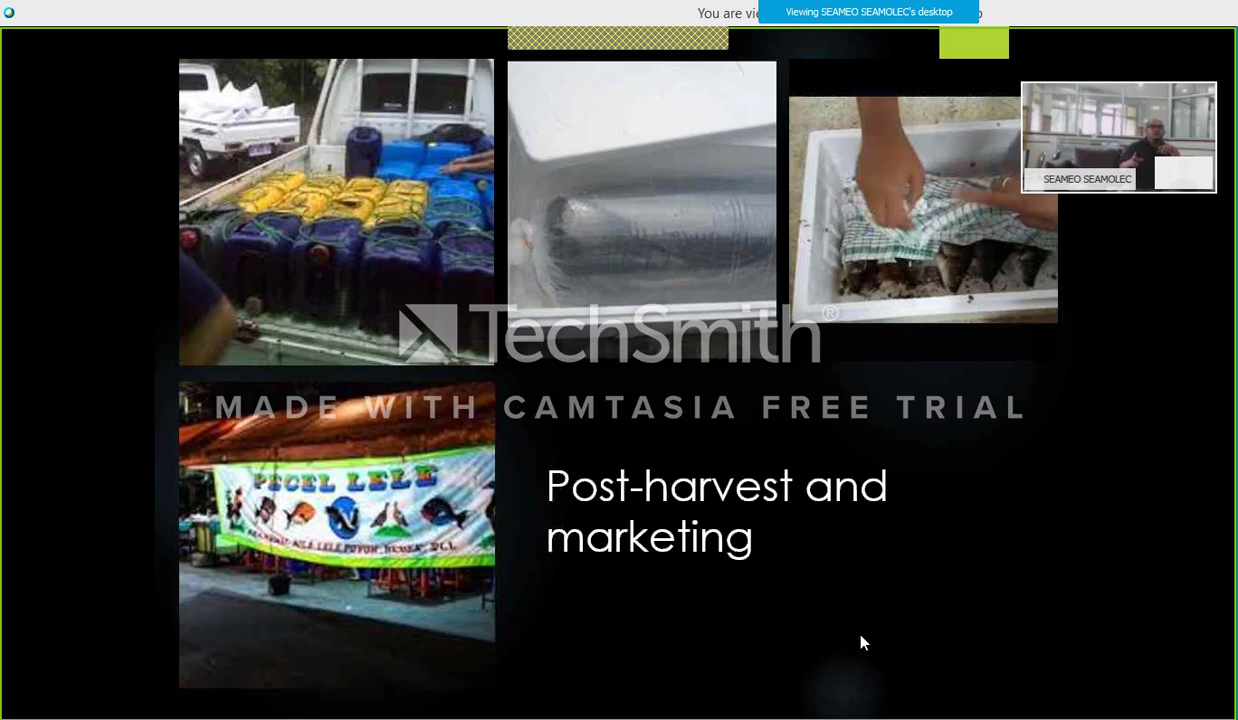 You are vi
Viewing SEAMEO SEAMOLEC's desktop
SEAMEO SEAMOLEC
TechSmith®
MADE WITH CAMTASIA FREE TRIAL
PECEL LELE
Post-harvest and
marketing